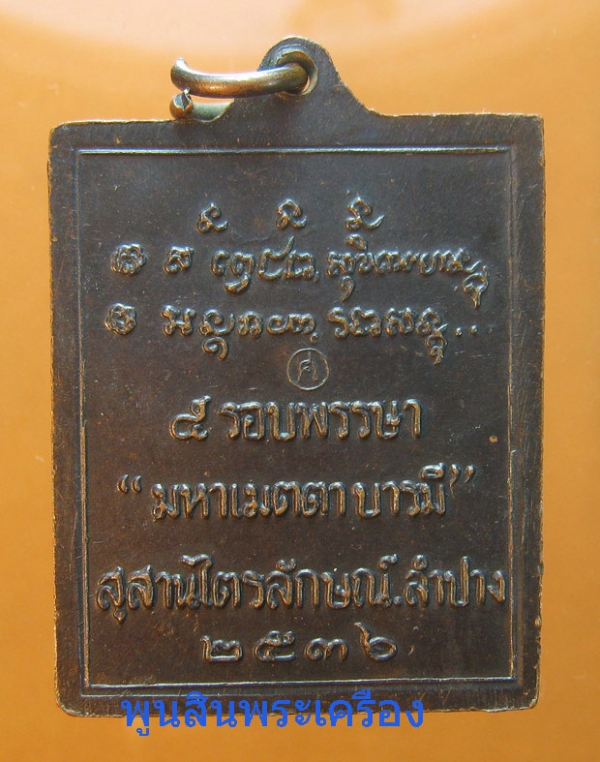 ศ
๕ รอบพรรษา
“มหาเมตตา บารมี”
สุสานไตรลักษณ์.ลำปาง
๒๕๓๖
พูนสินพระเครื่อง